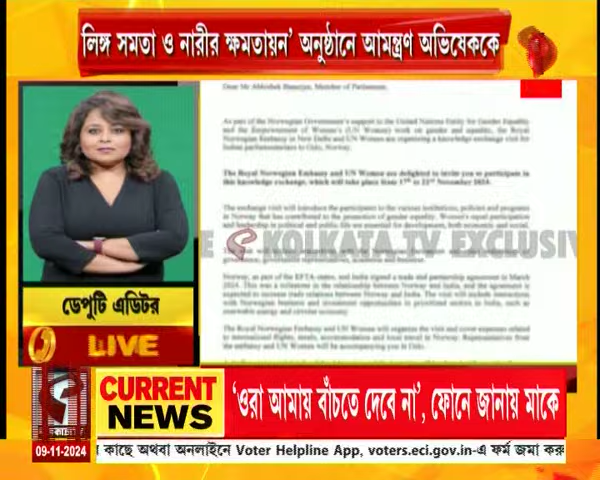 লিঙ্গ সমতা ও নারীর ক্ষমতায়ন' অনুষ্ঠানে আমন্ত্রণ অভিষেককে
Dear Mr Abhishek Banerjee, Member of Parliament,
As part of the Norwegian Government's support to the United Nations Entity for Gender Equality
and the Empowerment of Women's (UN Women) work on gender and equality, the Royal
Norwegian Embassy in New Delhi and UN Women are organizing a knowledge exchange visit for
Indian parliamentarians to Oslo, Norway.
The Royal Norwegian Embassy and UN Women are delighted to invite you to participate in
this knowledge exchange, which will take place from 17th to 22nd November 2024.
The exchange visit will introduce the participants to the various institutions, policies and programs
in Norway that has contributed to the promotion of gender equality. Women's equal participation
and leadership in political and public life are essential for development, both economic and social.
E KOLKATA TV EXCLUSIV
Norway, as part of the EFTA-states, and India signed a trade and partnership agreement in March
2024. This was a milestone in the relationship between Norway and India, and the agreement is
expected to increase trade relations between Norway and India. The visit will include interactions
with Norwegian business and investment opportunities in prioritized sectors in India, such as
renewable energy and circular economy.
The Royal Norwegian Embassy and UN Women will organize the visit and cover expenses related
to international flights, meals, accommodation and local travel in Norway. Representatives from
the embassy and UN Women will be accompanying you in Oslo.
ডেপুটি এডিটর
LIVE
CURRENT
NEWS
'ওরা আমায় বাঁচতে দেবে না', ফোনে জানায় মাকে
09-11-2024
র কাছে অথবা অনলাইনে Voter Helpline App, voters.eci.gov.in-এ ফর্ম জমা করু